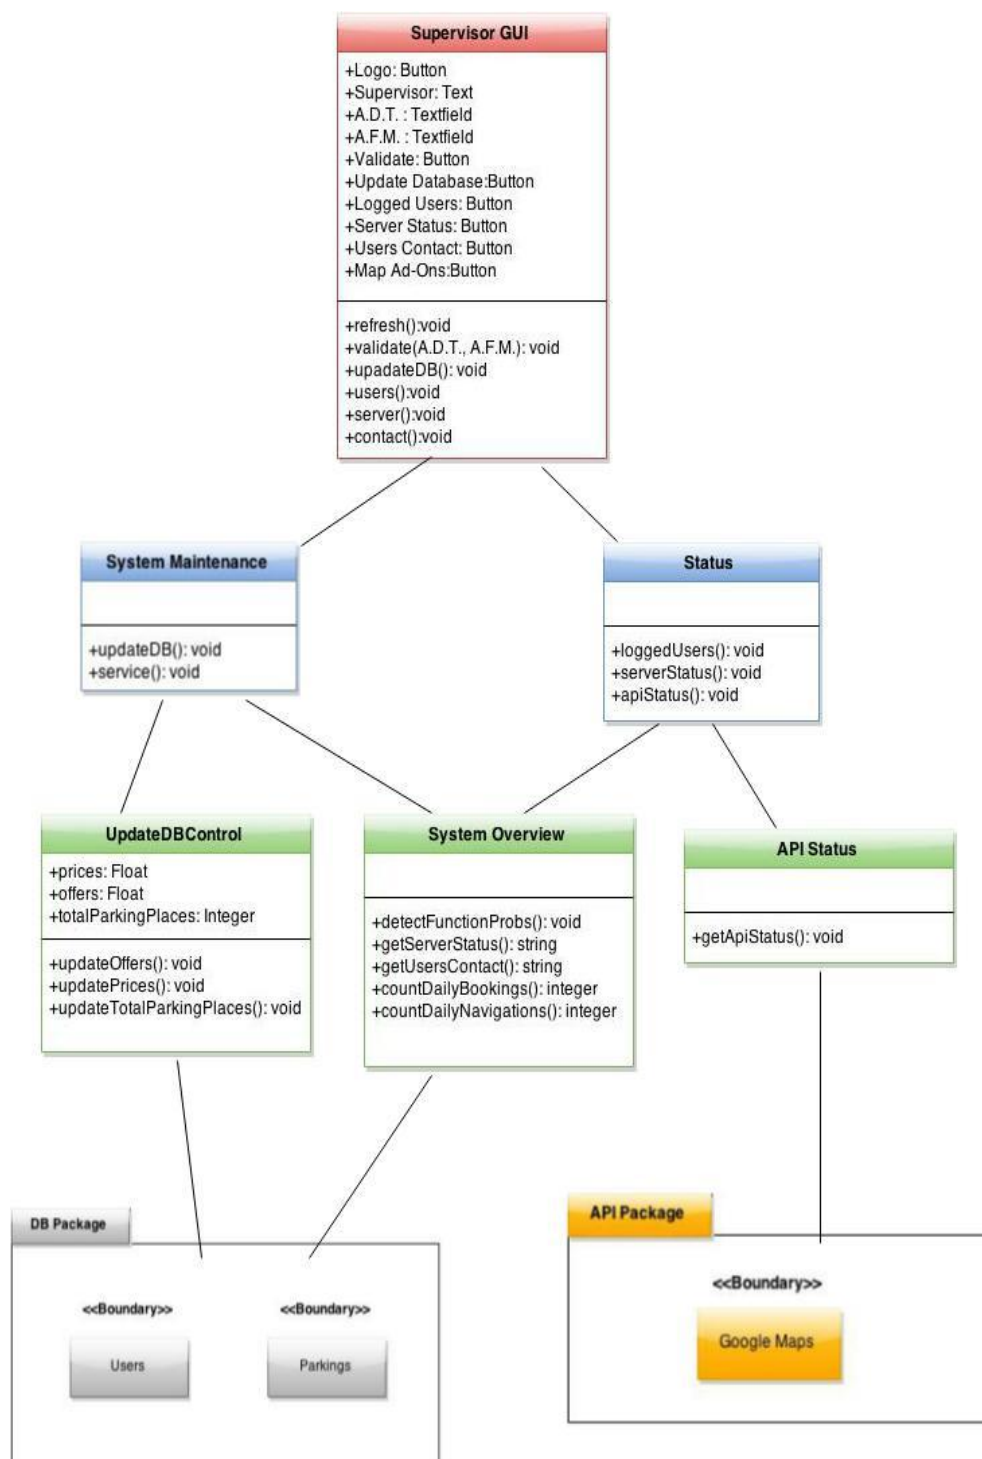 Supervisor GUI
+Logo: Button
+Supervisor: Text
+A.D.T. : Textfield
+A.F.M. : Textfield
+Validate: Button
+Update Database:Button
+Logged Users: Button
+Server Status: Button
+Users Contact: Button
+Map Ad-Ons:Button
+refresh():void
+validate(A.D.T., A.F.M.): void
+upadateDB(): void
+users():void
+server():void
+contact():void
System Maintenance
+updateDB(): void
+service(): void
Status
+loggedUsers(): void
+serverStatus(): void
+apiStatus(): void
UpdateDBControl
+prices: Float
+offers: Float
+totalParkingPlaces: Integer
+updateOffers(): void
+updatePrices(): void
+updateTotalParkingPlaces(): void
System Overview
+detectFunctionProbs(): void
+getServerStatus(): string
+getUsersContact(): string
+countDailyBookings(): integer
+countDailyNavigations(): integer
API Status
+getApiStatus(): void
DB Package
<<Boundary>>
Users
<<Boundary>>
Parkings
API Package
<<Boundary>>
Google Maps